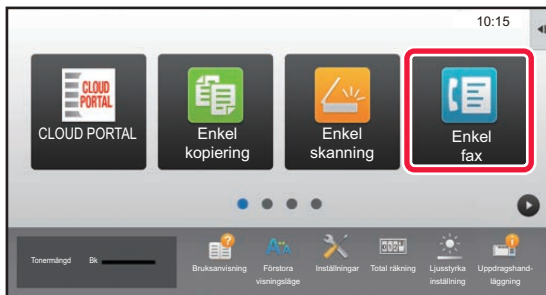 10:15
CLOUD
PORTAL
CLOUD PORTAL
Enkel
kopiering
Enkel
skanning
Enkel
fax
Tonermängd
Bk
Bruksanvisning
Förstora
visningsläge
Inställningar
Total räkning
Ljusstyrka
inställning
Uppdragshand-
läggning